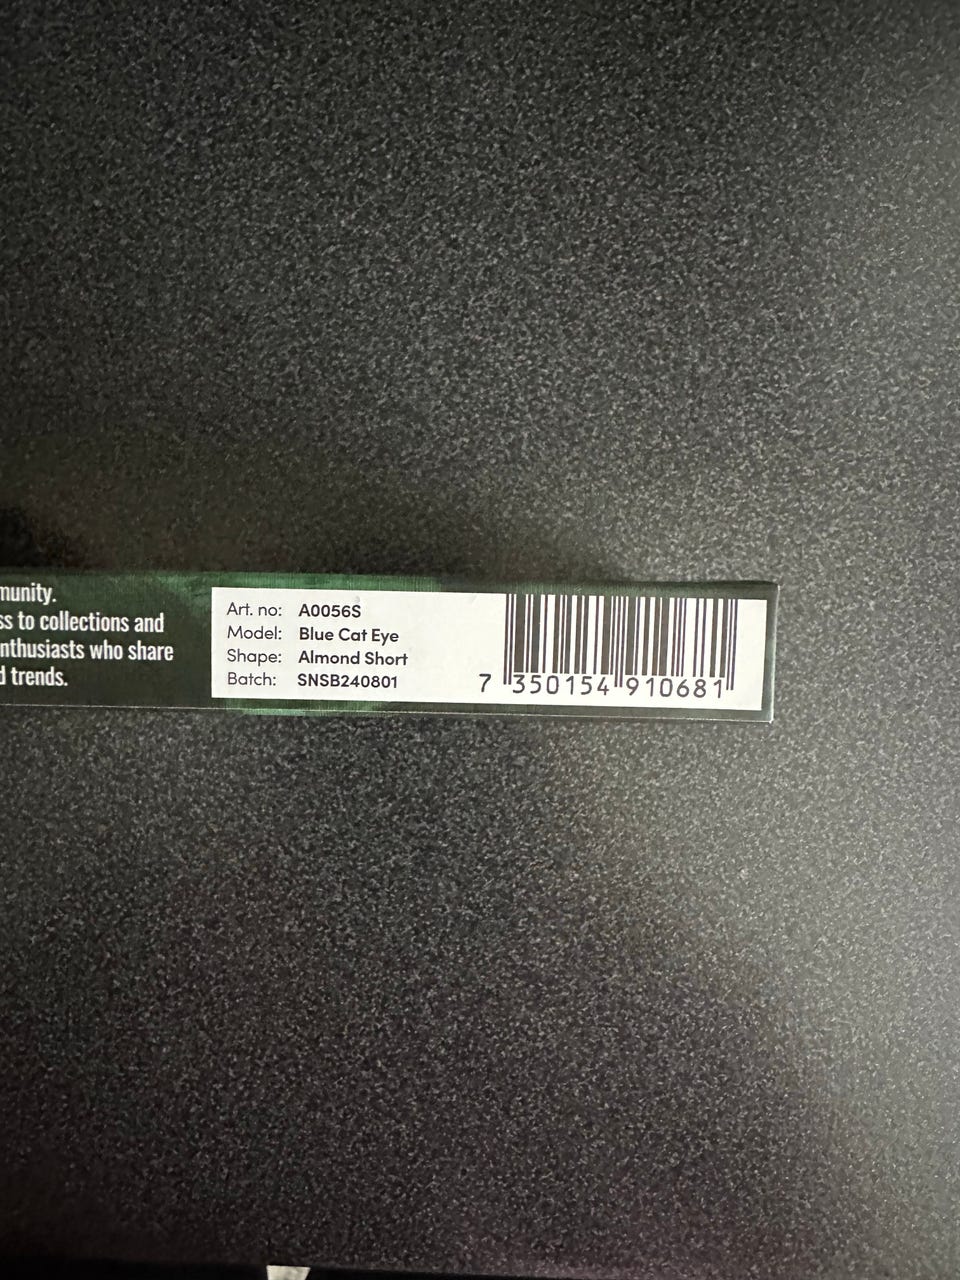 munity.
ss to collections and
nthusiasts who share
d trends.
Art. no: A0056S
Model: Blue Cat Eye
Shape: Almond Short
Batch: SNSB240801
7 350154 910681